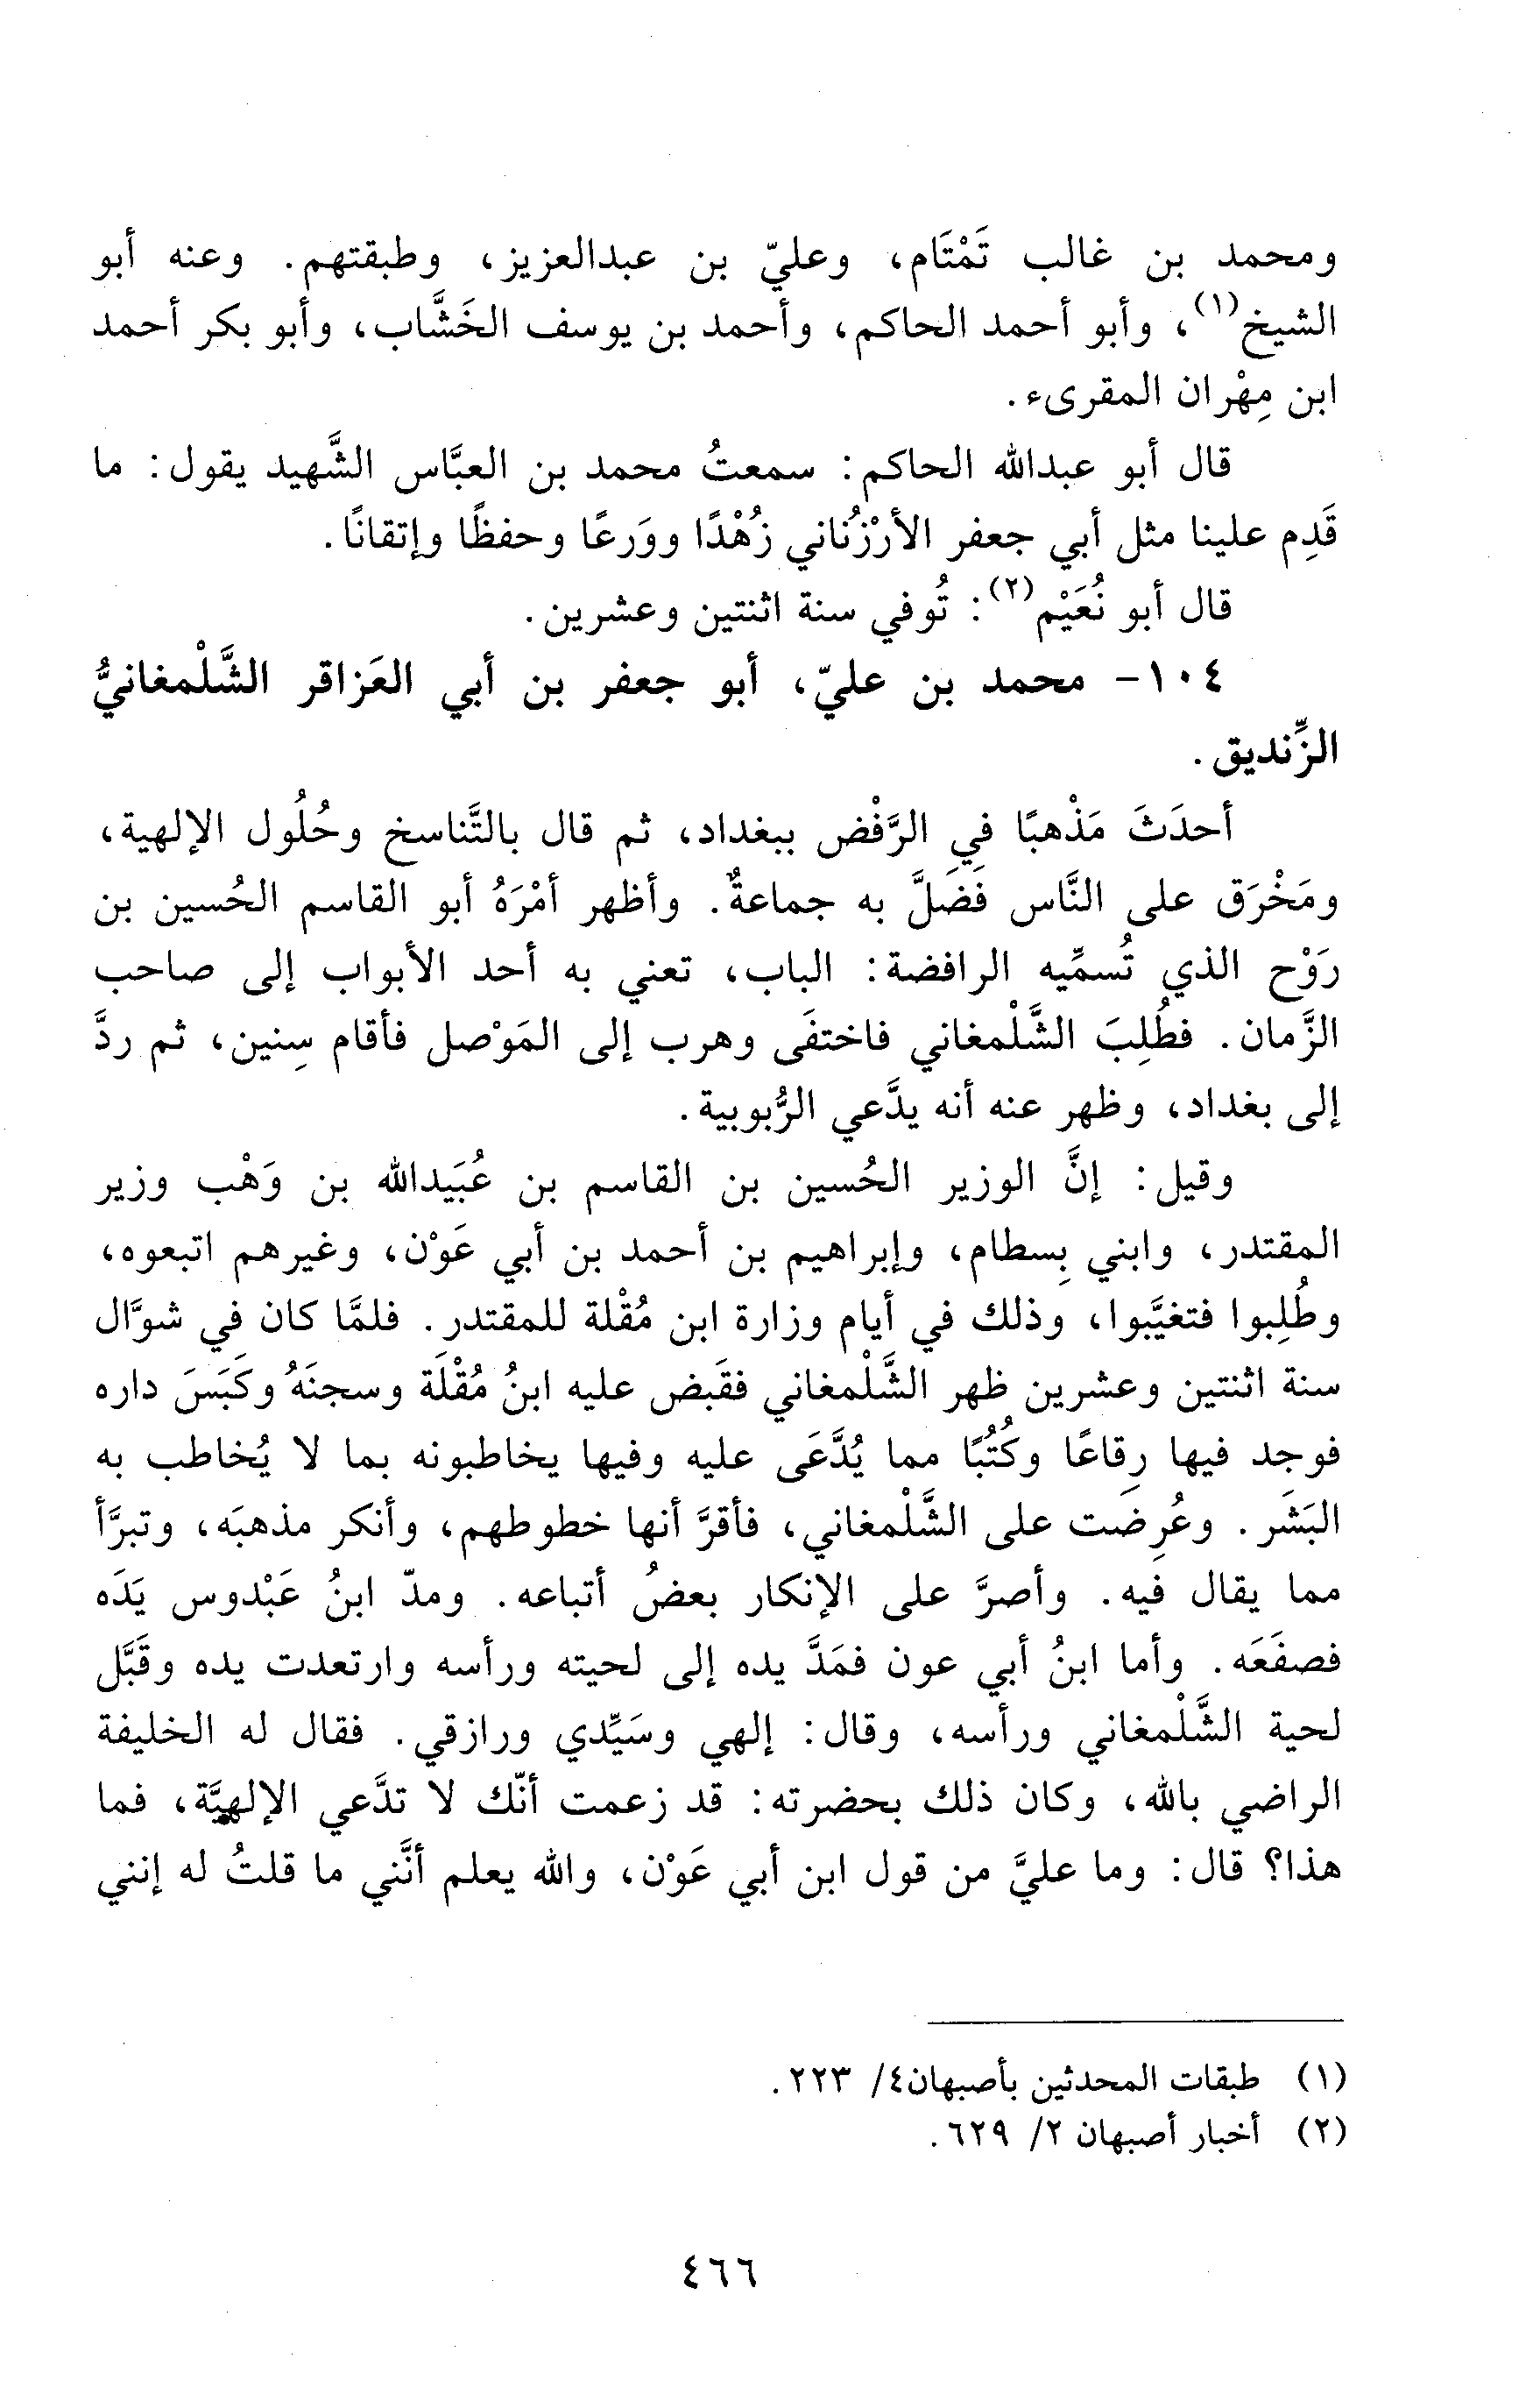 ومحمد بن غالب تَمْتَام، وعليّ بن عبدالعزيز، وطبقتهم. وعنه أبو
الشيخ(١)، وأبو أحمد الحاكم، وأحمد بن يوسف الخَشَّاب، وأبو بكر أحمد
ابن مِهْران المقرىء.
قال أبو عبدالله الحاكم: سمعتُ محمد بن العبَّاس الشَّهيد يقول: ما
قَدِم علينا مثل أبي جعفر الأرْزُناني زُهْدًا ووَرعًا وحفظًا وإتقانًا.
قال أبو نُعَيْم(٢): تُوفي سنة اثنتين وعشرين.
١٠٤- محمد بن عليّ، أبو جعفر بن أبي العَزاقر الشَّلْمغانيُّ
الزِّنديق.
أحدَثَ مَذْهبًا في الرَّفْض ببغداد، ثم قال بالتَّناسخ وحُلُول الإلهية،
ومَخْرَق على النَّاس فَضَلَّ به جماعةٌ. وأظهر أمْرَهُ أبو القاسم الحُسين بن
رَوْح الذي تُسمِّيه الرافضة: الباب، تعني به أحد الأبواب إلى صاحب
الزَّمان. فطُلِبَ الشَّلْمغاني فاختفَى وهرب إلى المَوْصل فأقام سِنين، ثم ردَّ
إلى بغداد، وظهر عنه أنه يدَّعي الرُّبوبية.
وقيل: إنَّ الوزير الحُسين بن القاسم بن عُبَيدالله بن وَهْب وزير
المقتدر، وابني بِسطام، وإبراهيم بن أحمد بن أبي عَوْن، وغيرهم اتبعوه،
وطُلِبوا فتغيَّبوا، وذلك في أيام وزارة ابن مُقْلة للمقتدر. فلمَّا كان في شوَّال
سنة اثنتين وعشرين ظهر الشَّلْمغاني فقَبض عليه ابنُ مُقْلَة وسجنَهُ وكَبَسَ داره
فوجد فيها رِقاعًا وكُتُبًا مما يُدَّعَى عليه وفيها يخاطبونه بما لا يُخاطب به
البَشَر. وعُرِضت على الشَّلْمغاني، فأقرَّ أنها خطوطهم، وأنكر مذهبَه، وتبرَّأ
مما يقال فيه. وأصرَّ على الإنكار بعضُ أتباعه. ومدّ ابنُ عَبْدوس يَدَه
فصفَعَه. وأما ابنُ أبي عون فمَدَّ يده إلى لحيته ورأسه وارتعدت يده وقَبَّل
لحية الشَّلْمغاني ورأسه، وقال: إلهي وسَيِّدي ورازقي. فقال له الخليفة
الراضي بالله، وكان ذلك بحضرته: قد زعمت أنّك لا تدَّعي الإلهيَّة، فما
هذا؟ قال: وما عليَّ من قول ابن أبي عَوْن، والله يعلم أنَّني ما قلتُ له إنني
(١) طبقات المحدثين بأصبهان٤/ ٢٢٣.
(٢) أخبار أصبهان ٢/ ٦٢٩.
٤٦٦